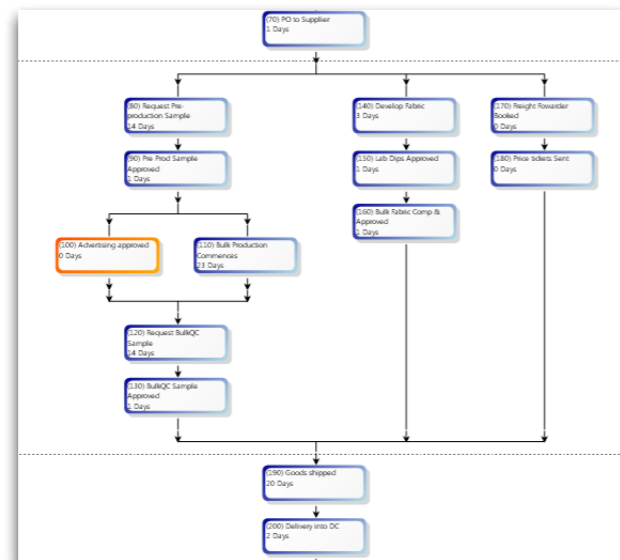 (70) PO to Supplier
1 Days
(80) Request Pre-
production Sample
14 Days
(140) Develop Fabric
3 Days
(170) Freight Fowarder
Booked
0 Days
(90) Pre Prod Sample
Approved
1 Days
(150) Lab Dips Approved
1 Days
(180) Price tickets Sent
0 Days
(160) Bulk Fabric Comp &
Approved
1 Days
(100) Advertising approved
0 Days
(110) Bulk Production
Commences
23 Days
(120) Request BulkQC
Sample
14 Days
(130) BulkQC Sample
Approved
1 Days
(190) Goods shipped
20 Days
(200) Delivery into DC
2 Days